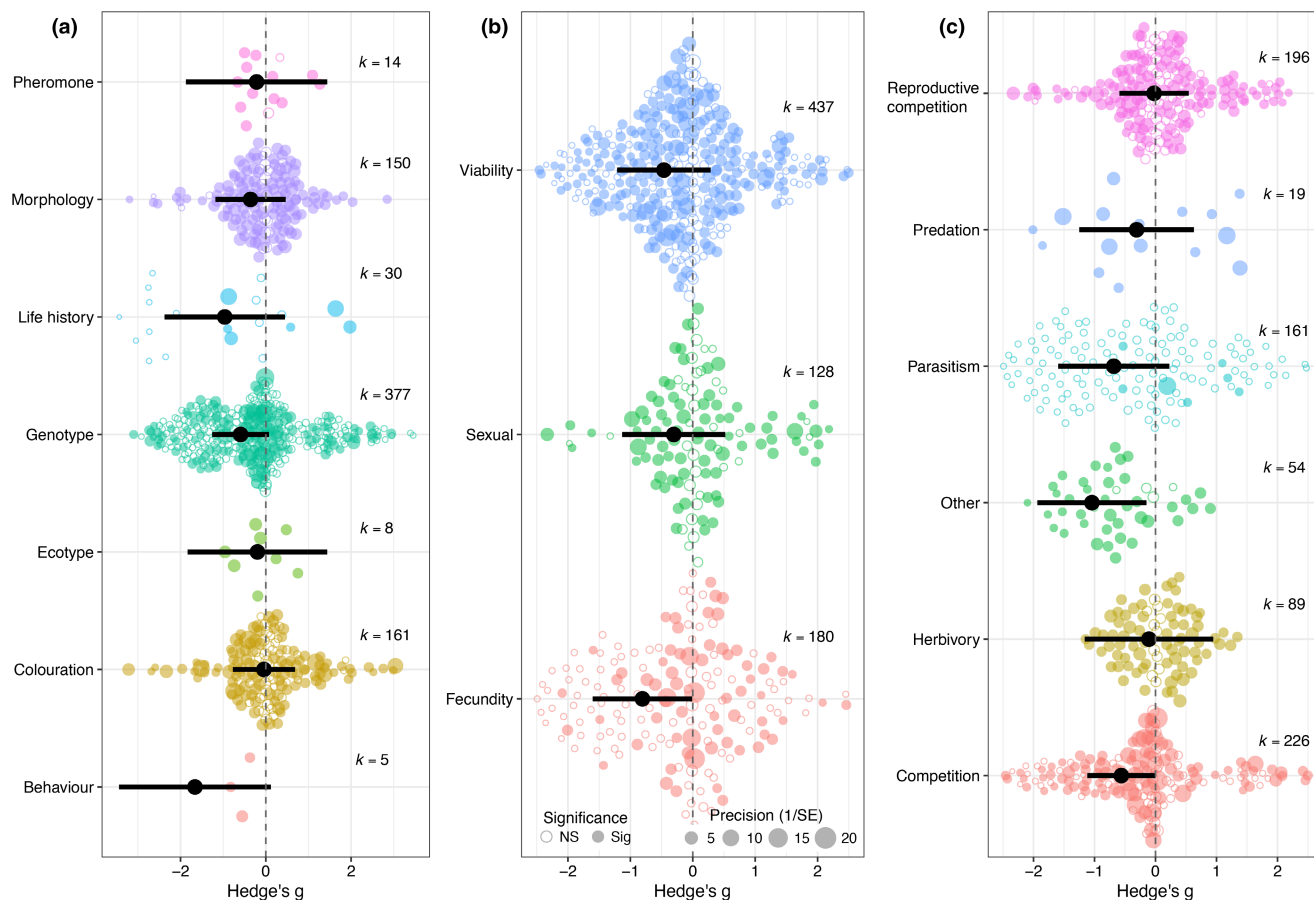 (a)
Pheromone
k = 14
Morphology
k = 150
Life history
k = 30
Genotype
k = 377
Ecotype
k = 8
Colouration
k = 161
Behaviour
k = 5
−2 0 2
Hedge's g
(b)
Viability
k = 437
Sexual
k = 128
Fecundity
k = 180
Significance
NS Sig
Precision (1/SE)
5 10 15 20
−2 −1 0 1 2
Hedge's g
(c)
Reproductive
competition
k = 196
Predation
k = 19
Parasitism
k = 161
Other
k = 54
Herbivory
k = 89
Competition
k = 226
−2 −1 0 1 2
Hedge's g